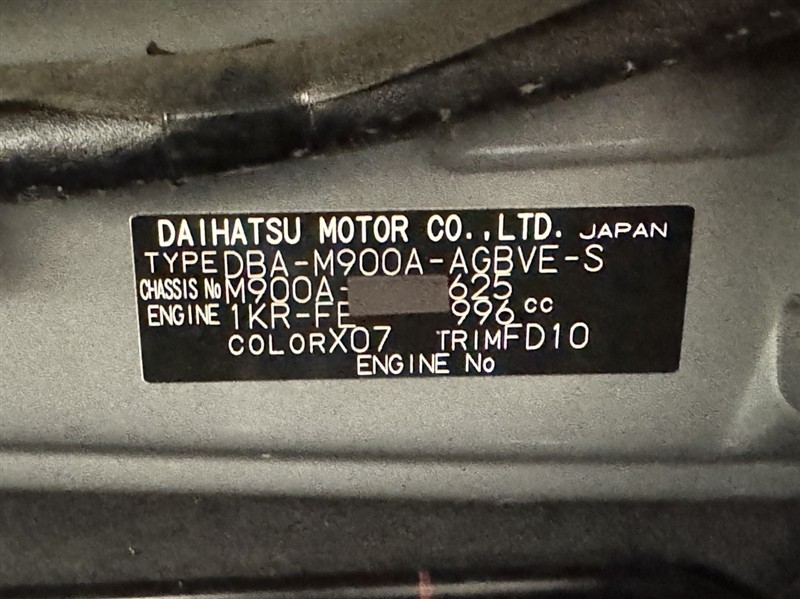 DAIHATSU MOTOR CO.,LTD. JAPAN
TYPE DBA-M900A-AGBVE-S
CHASSIS No M900A- 625
ENGINE 1KR-FE 996 cc
COLOR X07 TRIM FD10
ENGINE No